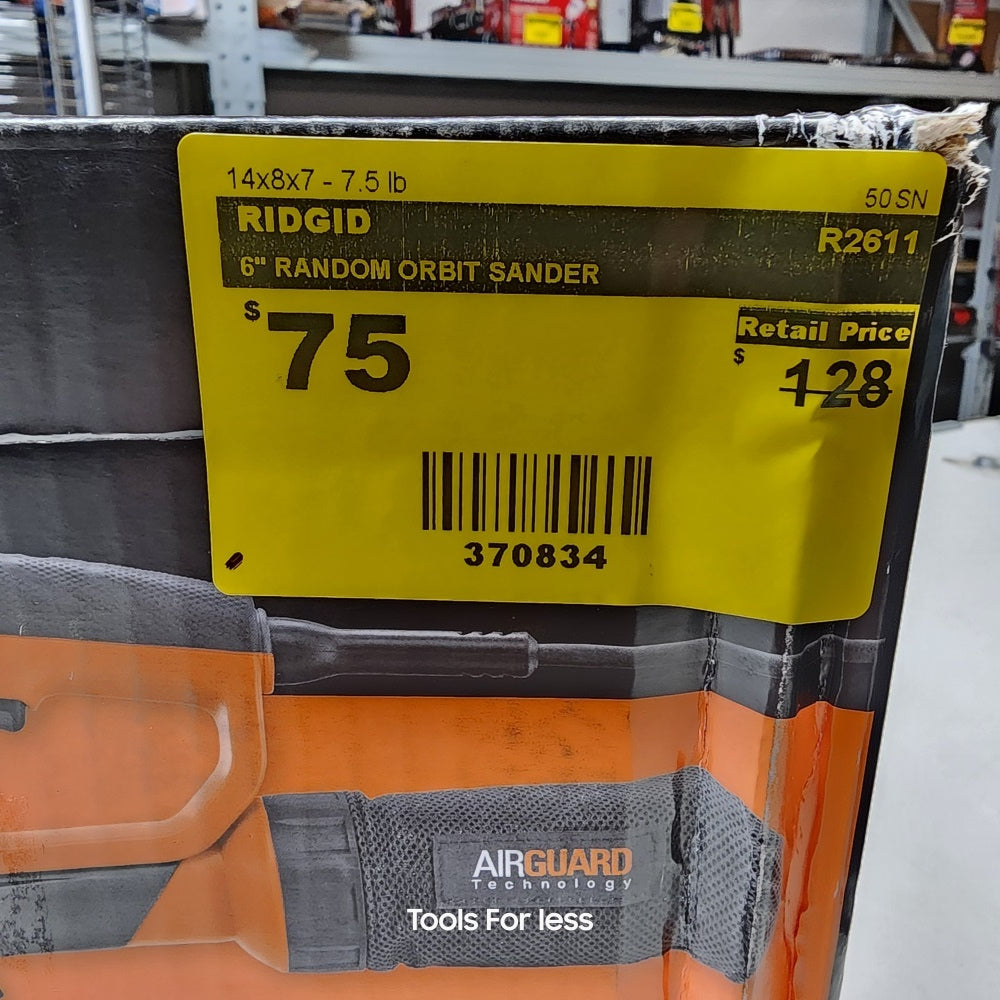 14x8x7 - 7.5 lb
50 SN
RIDGID
R2611
6" RANDOM ORBIT SANDER
$75
Retail Price
$128
370834
AIRGUARD
Technology
Tools For less